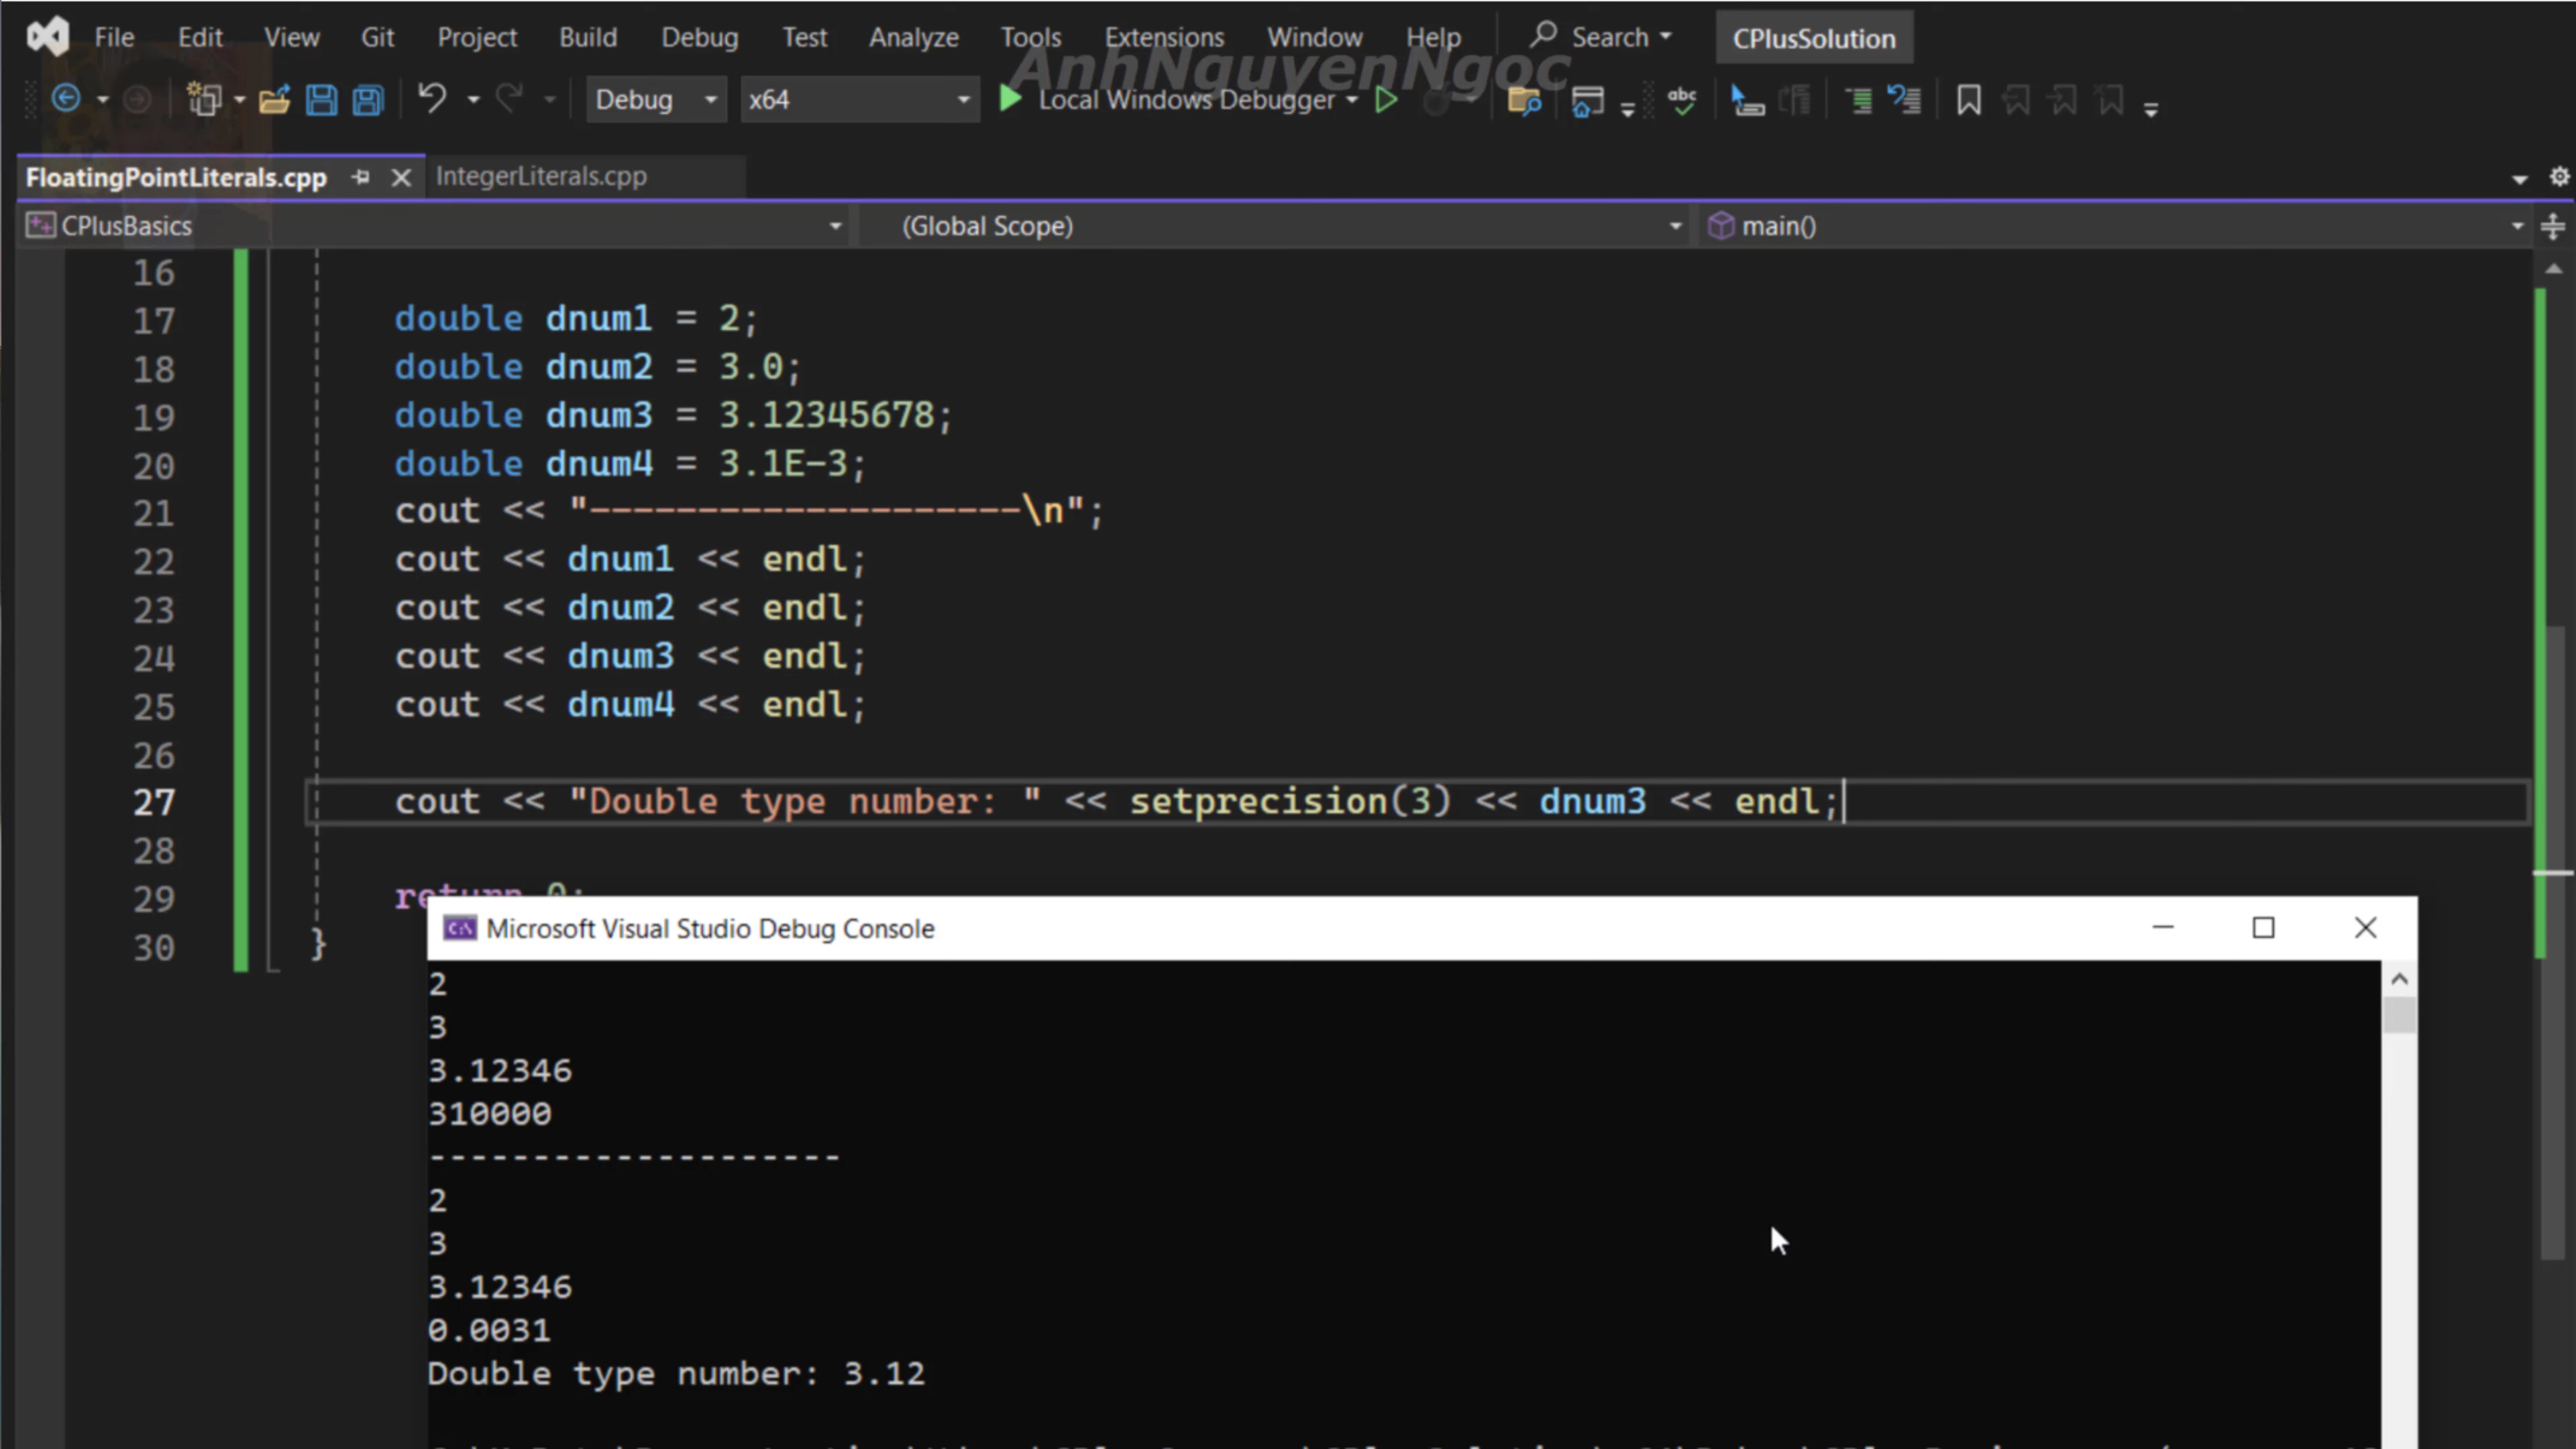 File Edit View Git Project Build Debug Test Analyze Tools Extensions Window Help Search CPlusSolution
AnhNguyenNgoc
Debug x64 Local Windows Debugger abc
FloatingPointLiterals.cpp IntegerLiterals.cpp
CPlusBasics (Global Scope) main()
16
17 double dnum1 = 2;
18 double dnum2 = 3.0;
19 double dnum3 = 3.12345678;
20 double dnum4 = 3.1E-3;
21 cout << "--------------------\n";
22 cout << dnum1 << endl;
23 cout << dnum2 << endl;
24 cout << dnum3 << endl;
25 cout << dnum4 << endl;
26
27 cout << "Double type number: " << setprecision(3) << dnum3 << endl;
28
29 return 0;
30 }
C:\ Microsoft Visual Studio Debug Console
2
3
3.12346
310000
--------------------
2
3
3.12346
0.0031
Double type number: 3.12